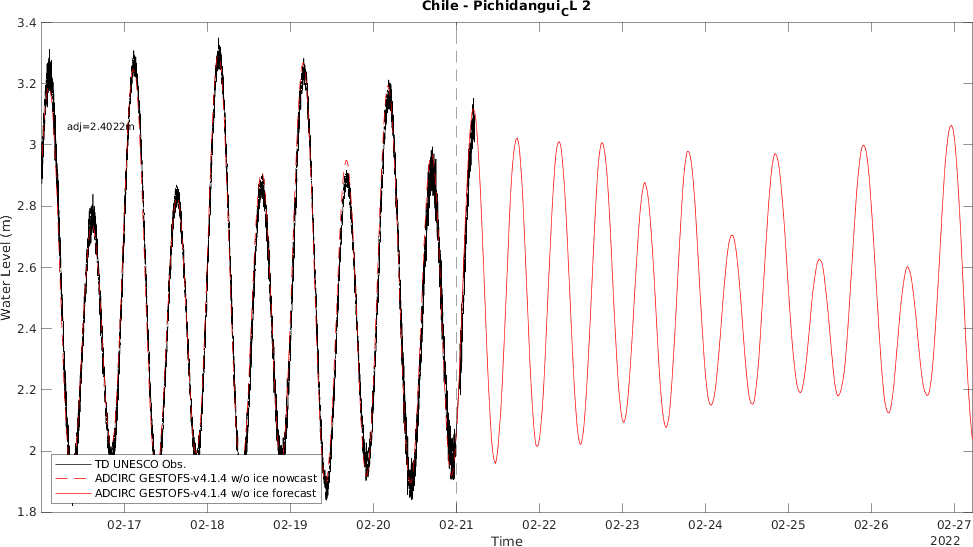 Chile - PichidanguiCL 2
3.4
3.2
3
2.8
2.6
2.4
2.2
2
1.8
Water Level (m)
adj=2.4022m
TD UNESCO Obs.
ADCIRC GESTOFS-v4.1.4 w/o ice nowcast
ADCIRC GESTOFS-v4.1.4 w/o ice forecast
02-17 02-18 02-19 02-20 02-21 02-22 02-23 02-24 02-25 02-26 02-27
Time
2022